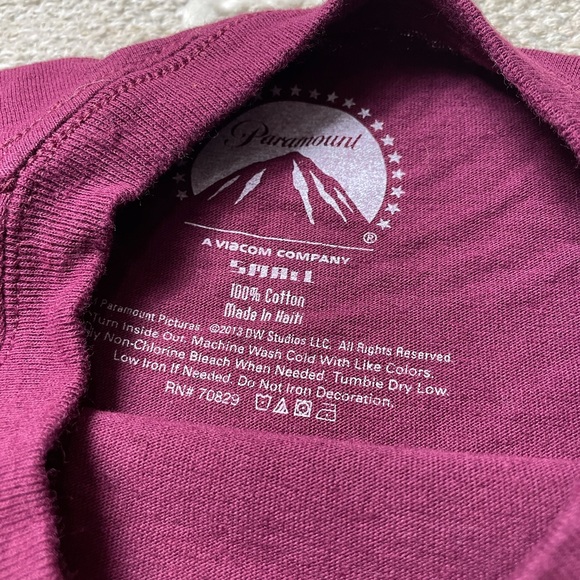 Paramount
®
A VIACOM COMPANY
SMALL
100% Cotton
Made In Haiti
Paramount Pictures. ©2013 DW Studios LLC. All Rights Reserved.
Turn Inside Out. Machine Wash Cold With Like Colors.
Non-Chlorine Bleach When Needed. Tumble Dry Low.
Low Iron If Needed. Do Not Iron Decoration.
RN# 70829